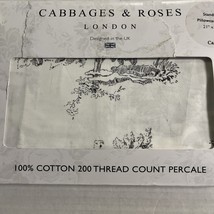 CABBAGES & ROSES
LONDON
Designed in the UK
100% COTTON 200 THREAD COUNT PERCALE